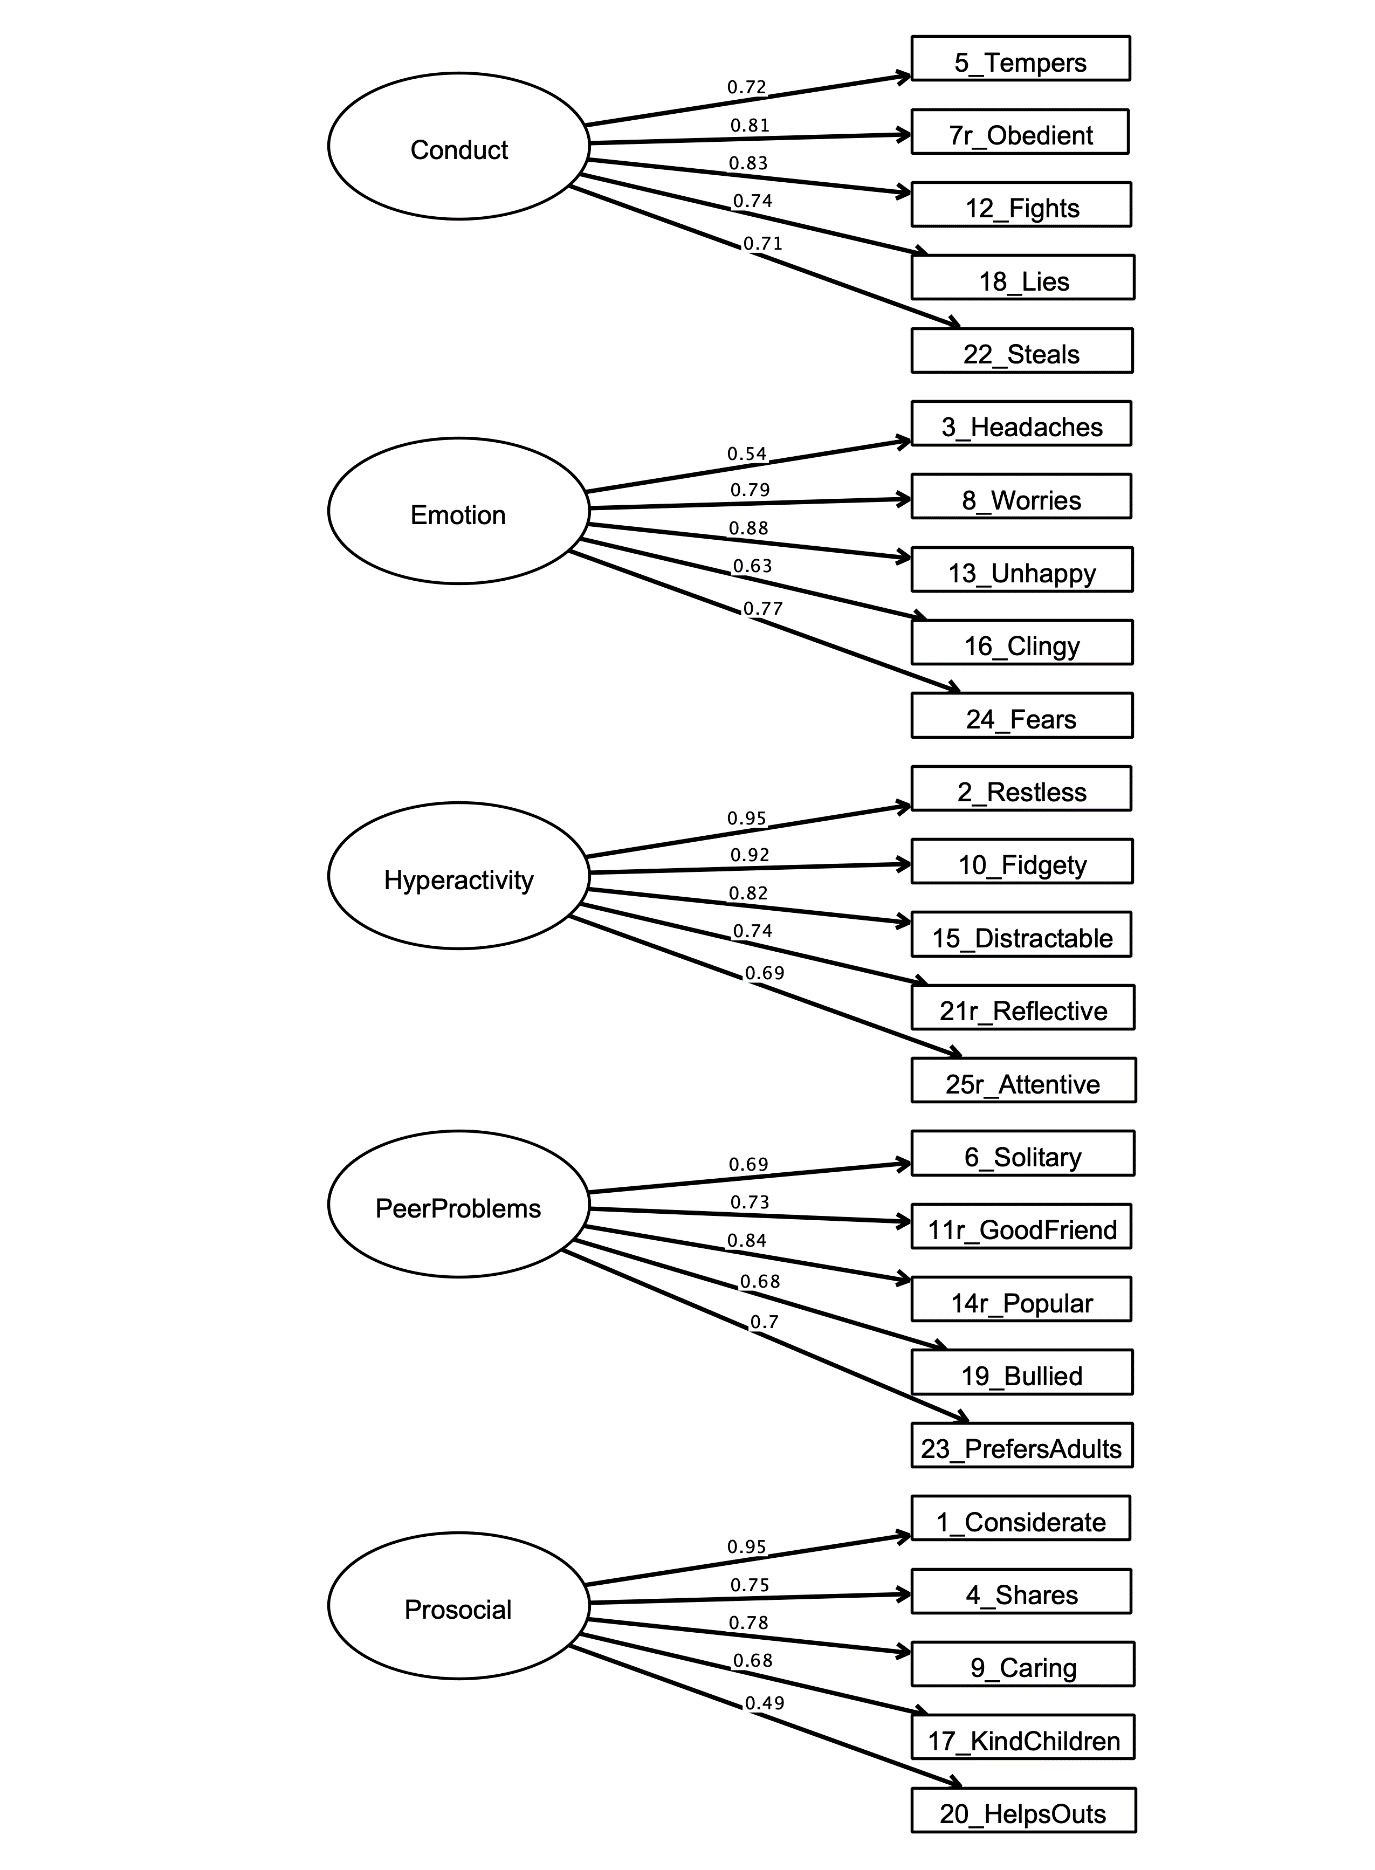 Conduct
0.72
5_Tempers
0.81
7r_Obedient
0.83
12_Fights
0.74
18_Lies
0.71
22_Steals
Emotion
0.54
3_Headaches
0.79
8_Worries
0.88
13_Unhappy
0.63
16_Clingy
0.77
24_Fears
Hyperactivity
0.95
2_Restless
0.92
10_Fidgety
0.82
15_Distractable
0.74
21r_Reflective
0.69
25r_Attentive
PeerProblems
0.69
6_Solitary
0.73
11r_GoodFriend
0.84
14r_Popular
0.68
19_Bullied
0.7
23_PrefersAdults
Prosocial
0.95
1_Considerate
0.75
4_Shares
0.78
9_Caring
0.68
17_KindChildren
0.49
20_HelpsOuts